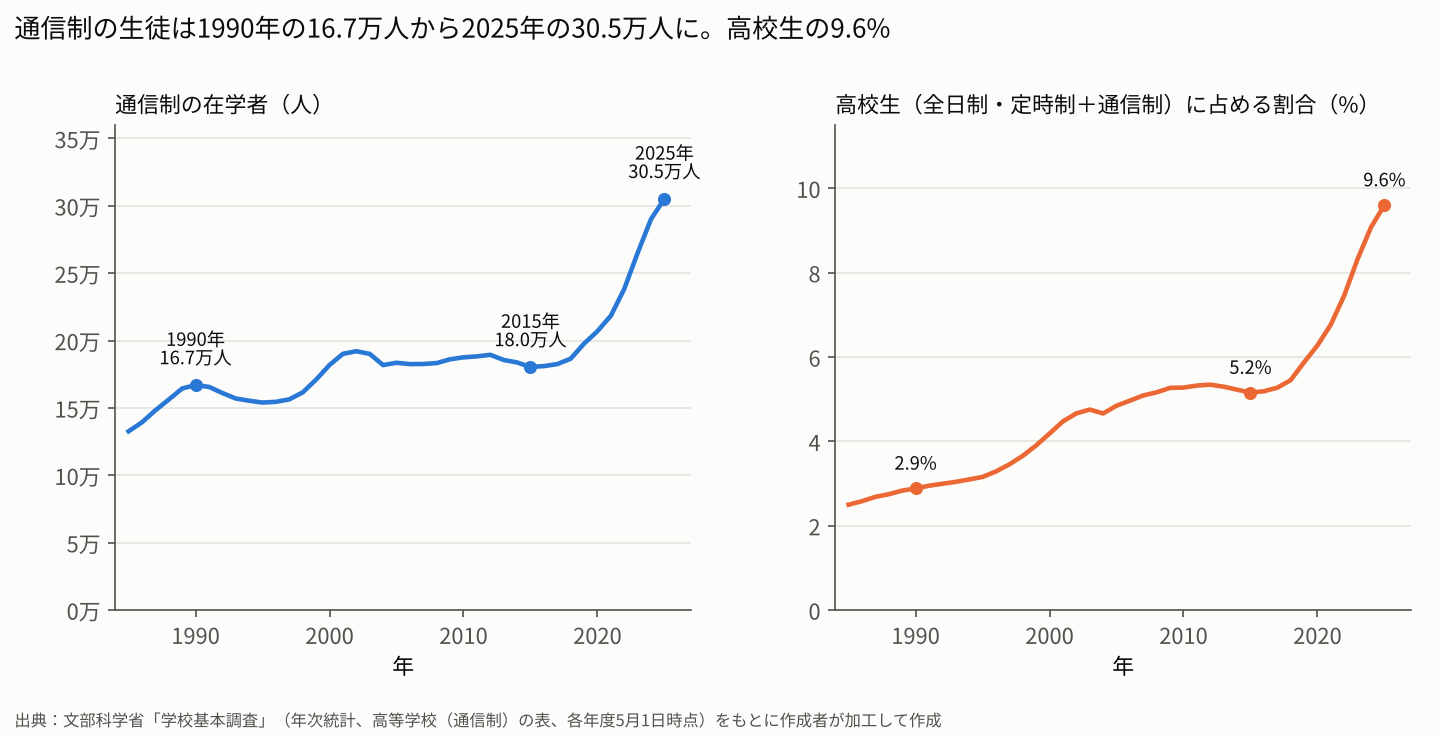 通信制の生徒は1990年の16.7万人から2025年の30.5万人に。高校生の9.6%
通信制の在学者（人）
35万
30万
25万
20万
15万
10万
5万
0万
1990年
16.7万人
2015年
18.0万人
2025年
30.5万人
1990
2000
2010
2020
年
高校生（全日制・定時制＋通信制）に占める割合（%）
10
8
6
4
2
0
2.9%
5.2%
9.6%
1990
2000
2010
2020
年
出典：文部科学省「学校基本調査」（年次統計、高等学校（通信制）の表、各年度5月1日時点）をもとに作成者が加工して作成